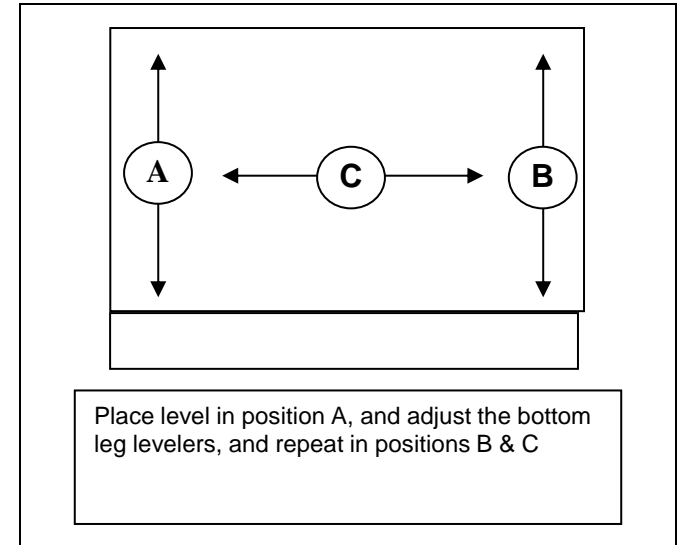 A
C
B
Place level in position A, and adjust the bottom
leg levelers, and repeat in positions B & C